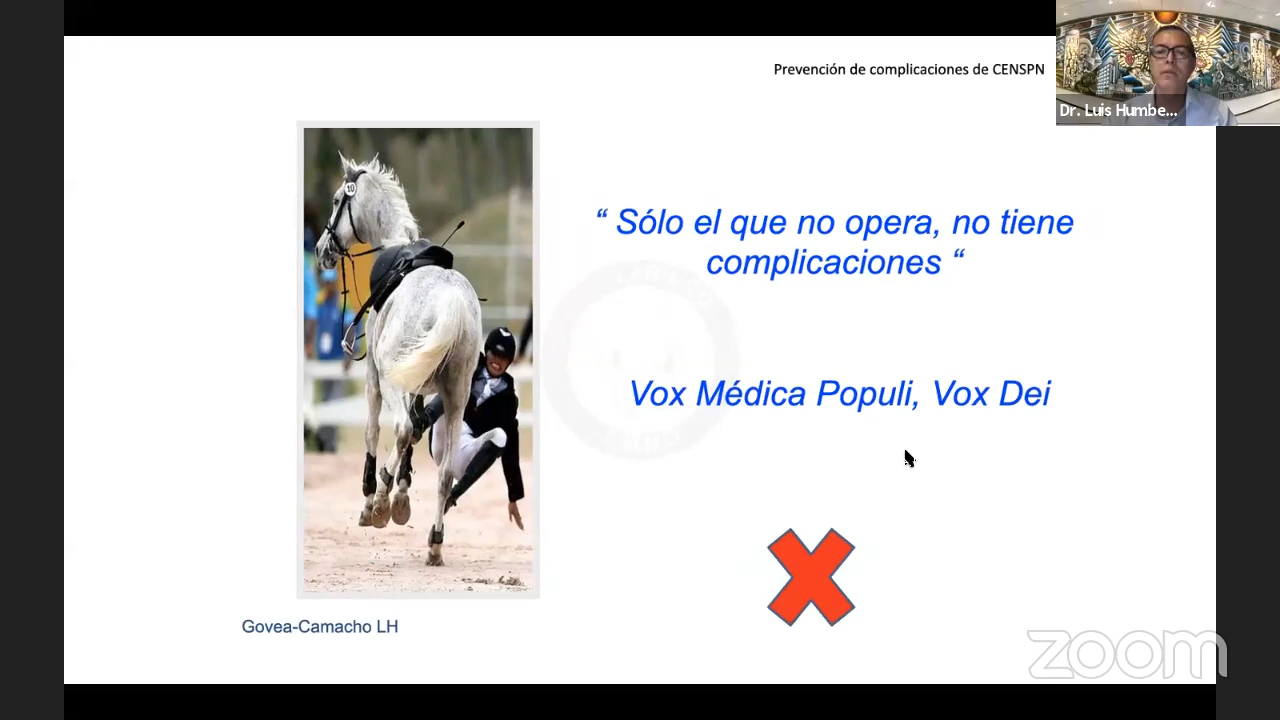 Prevención de complicaciones de CENSPN
Dr. Luis Humbe...
10
“ Sólo el que no opera, no tiene
complicaciones “
Vox Médica Populi, Vox Dei
Govea-Camacho LH
zoom